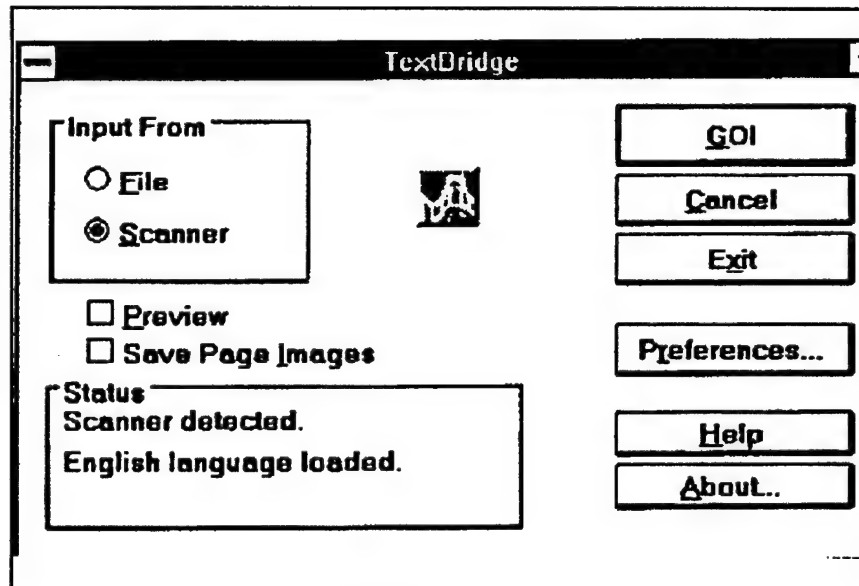 TextBridge
Input From
File
Scanner
Preview
Save Page Images
Status
Scanner detected.
English language loaded.
GO!
Cancel
Exit
Preferences...
Help
About...